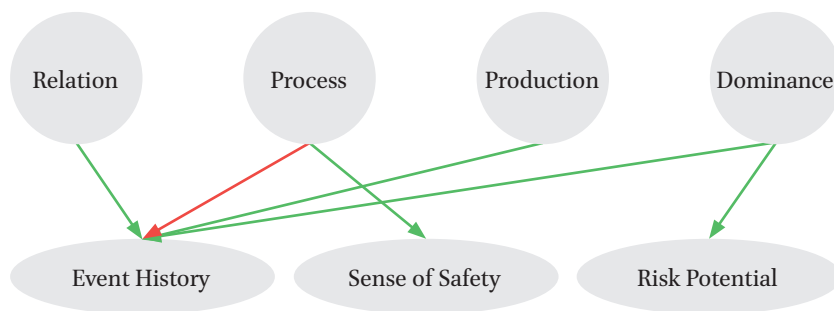 Relation
Process
Production
Dominance
Event History
Sense of Safety
Risk Potential